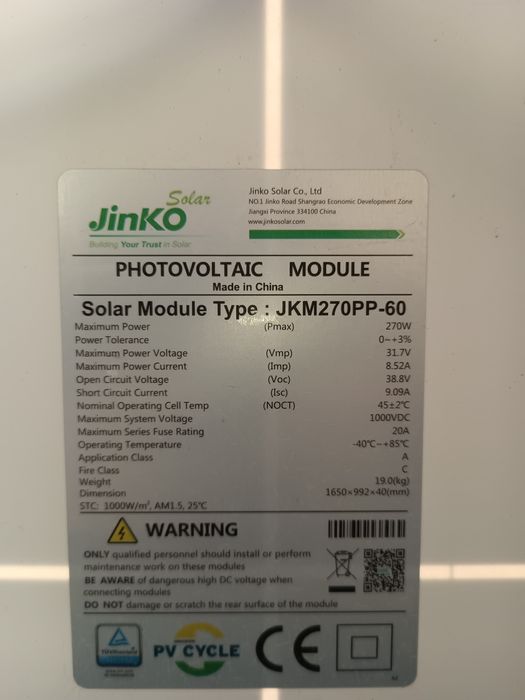 Solar
JinKO
Building Your Trust in Solar
Jinko Solar Co., Ltd
NO.1 Jinko Road Shangrao Economic Development Zone
Jiangxi Province 334100 China
www.jinkosolar.com
PHOTOVOLTAIC MODULE
Made in China
Solar Module Type : JKM270PP-60
Maximum Power (Pmax) 270W
Power Tolerance 0~+3%
Maximum Power Voltage (Vmp) 31.7V
Maximum Power Current (Imp) 8.52A
Open Circuit Voltage (Voc) 38.8V
Short Circuit Current (Isc) 9.09A
Nominal Operating Cell Temp (NOCT) 45±2℃
Maximum System Voltage 1000VDC
Maximum Series Fuse Rating 20A
Operating Temperature -40℃~+85℃
Application Class A
Fire Class C
Weight 19.0(kg)
Dimension 1650×992×40(mm)
STC: 1000W/m², AM1.5, 25℃
WARNING
ONLY qualified personnel should install or perform
maintenance work on these modules
BE AWARE of dangerous high DC voltage when
connecting modules
DO NOT damage or scratch the rear surface of the module
TÜVRheinland
PV CYCLE
CE